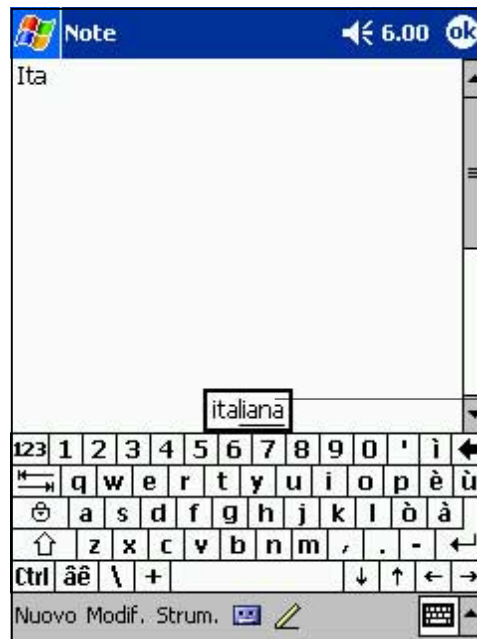 Note 6.00 ok
Ita
italiana
123 1 2 3 4 5 6 7 8 9 0 ' ì
q w e r t y u i o p è ù
a s d f g h j k l ò à
z x c v b n m , . -
Ctrl âê \ +
Nuovo Modif. Strum.